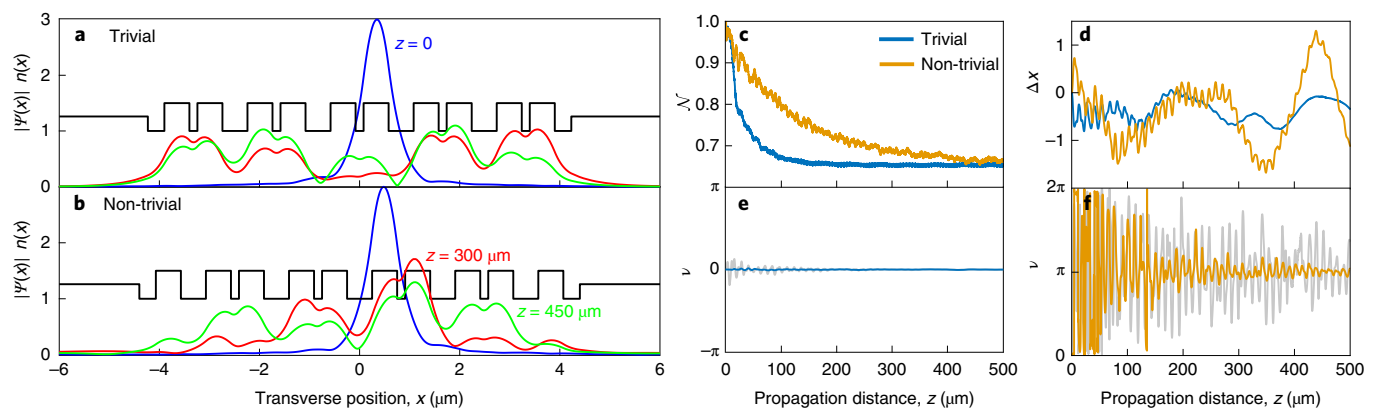 a Trivial
z = 0
|Ψ(x)| n(x)
3
2
1
0
b Non-trivial
z = 300 μm
z = 450 μm
|Ψ(x)| n(x)
2
1
0
−6 −4 −2 0 2 4 6
Transverse position, x (μm)
c
Trivial
Non-trivial
𝒩
1.0
0.9
0.8
0.7
d
Δx
1
0
−1
e
ν
π
0
−π
0 100 200 300 400 500
Propagation distance, z (μm)
f
ν
2π
π
0
0 100 200 300 400 500
Propagation distance, z (μm)